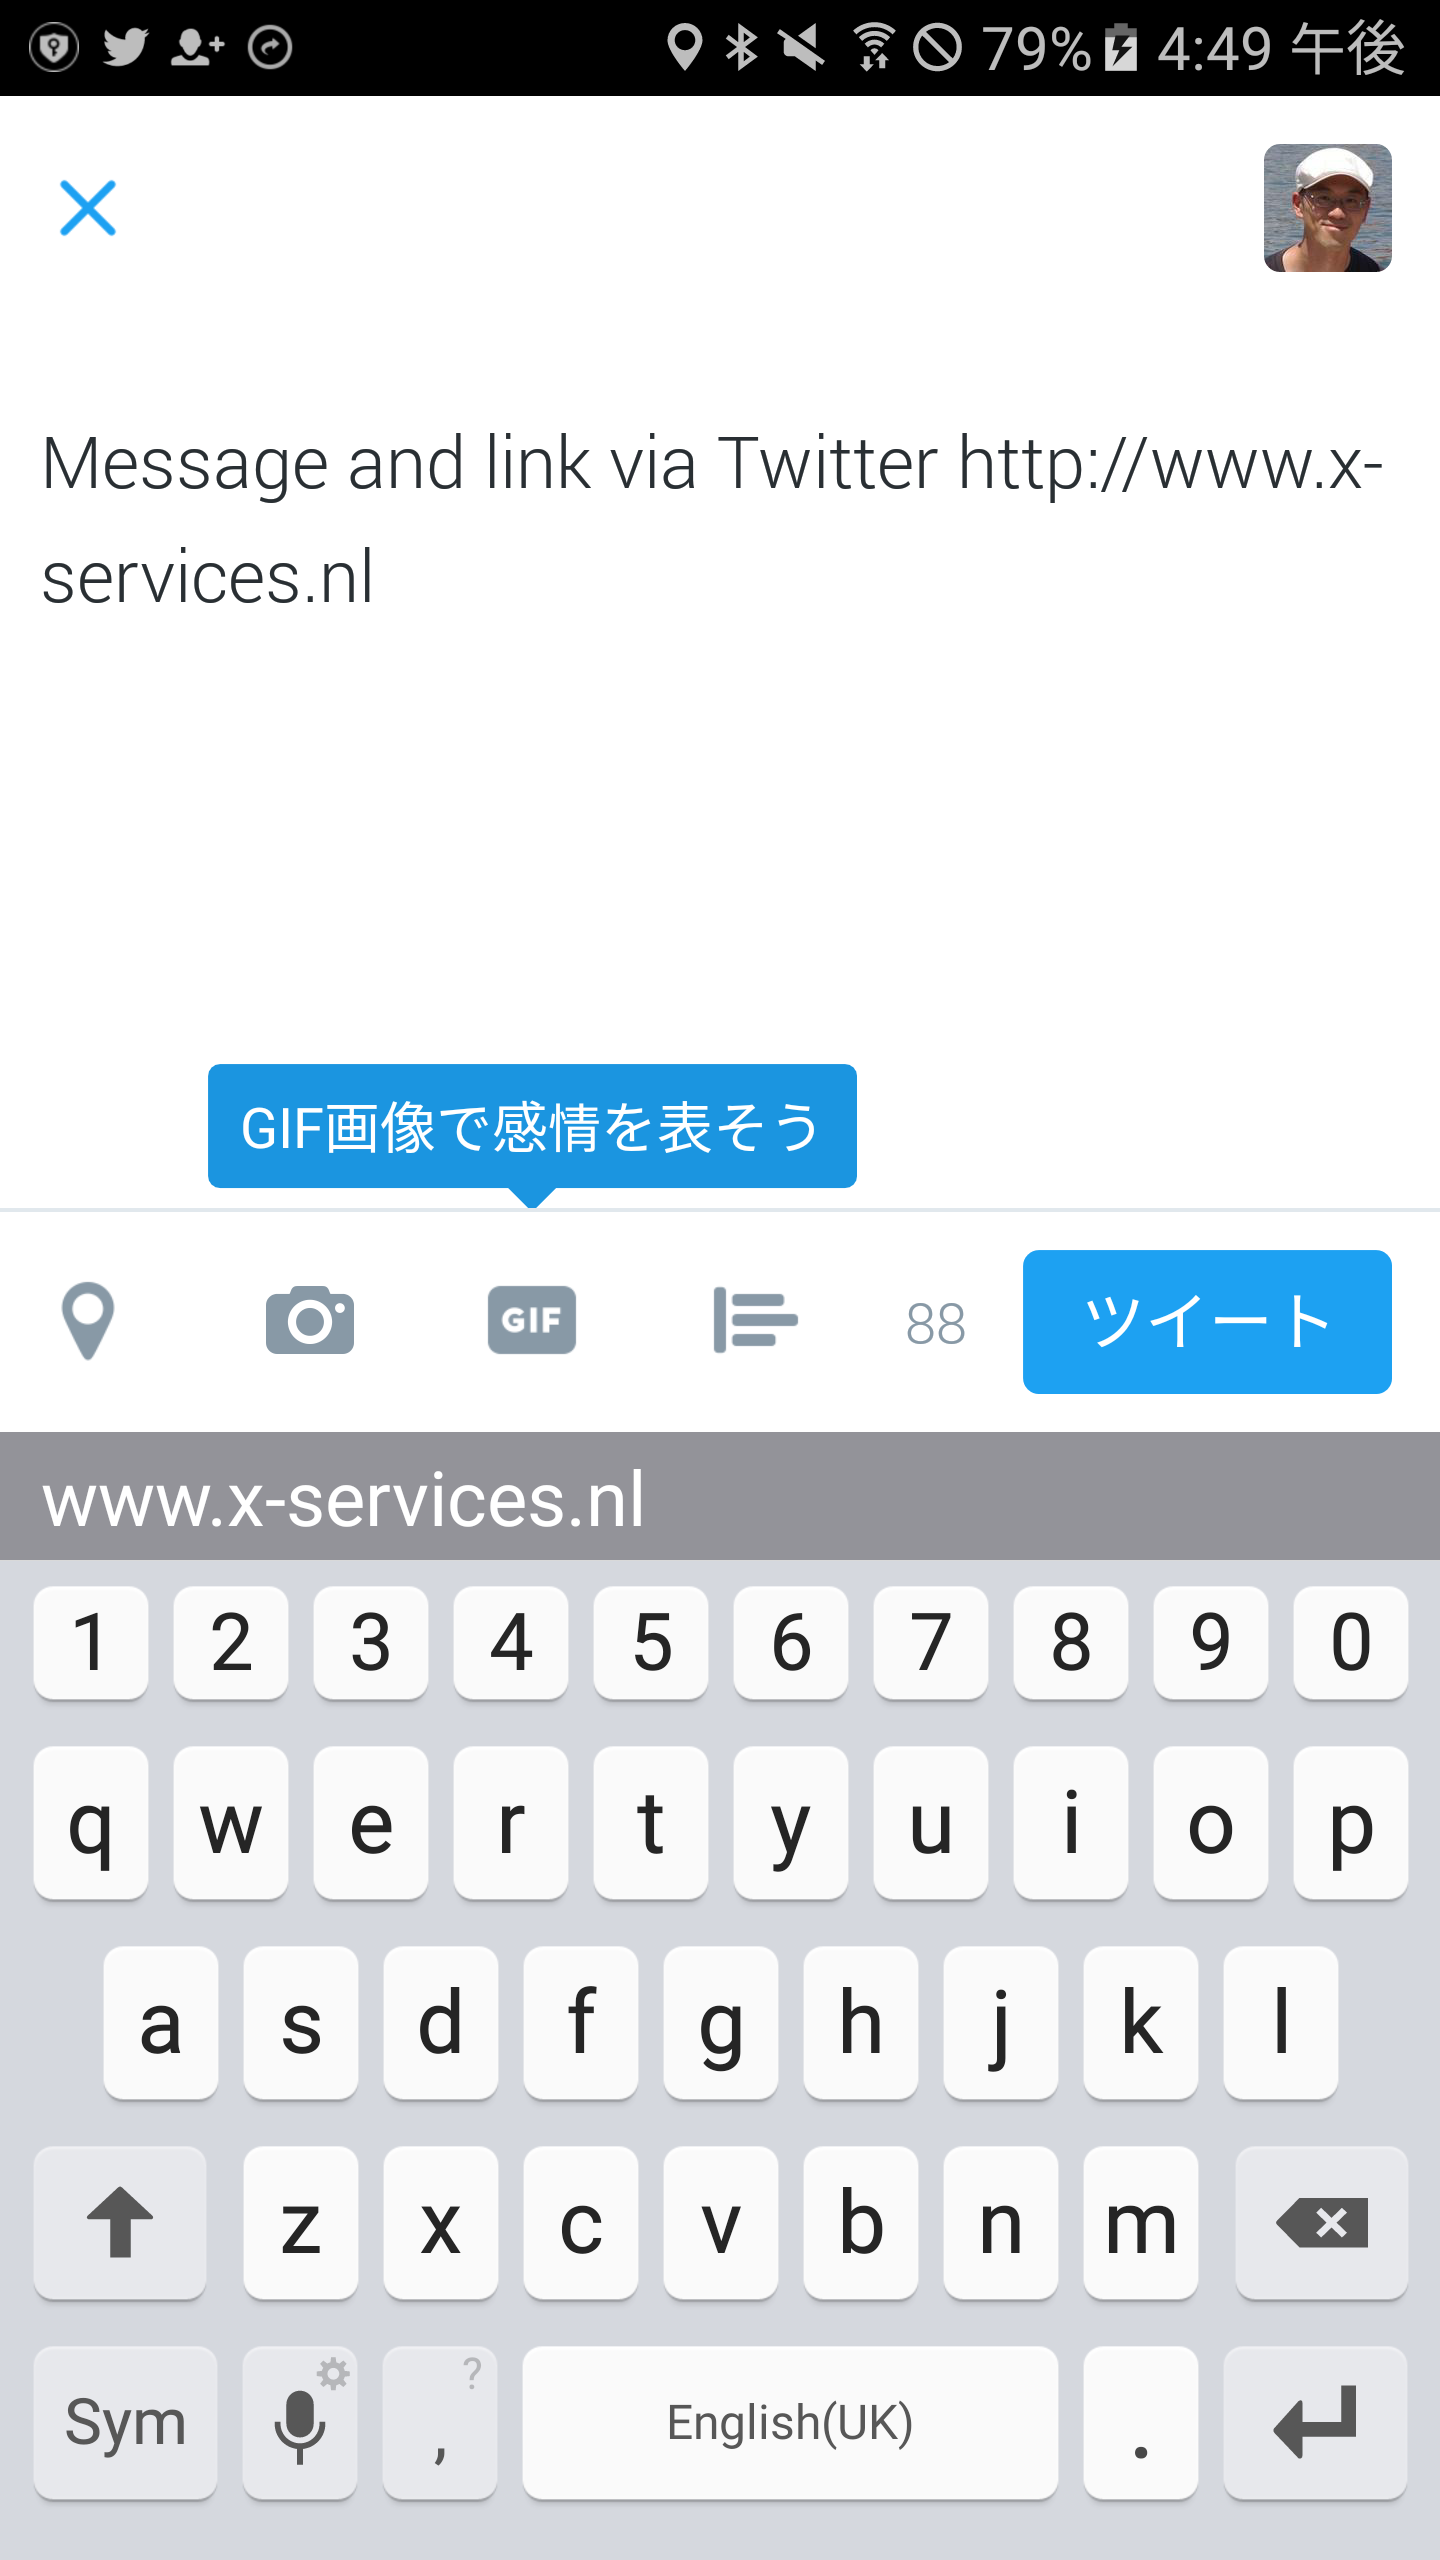 79% 4:49 午後
Message and link via Twitter http://www.x-
services.nl
GIF画像で感情を表そう
GIF 88 ツイート
www.x-services.nl
1 2 3 4 5 6 7 8 9 0
q w e r t y u i o p
a s d f g h j k l
z x c v b n m
Sym , ? English(UK) .